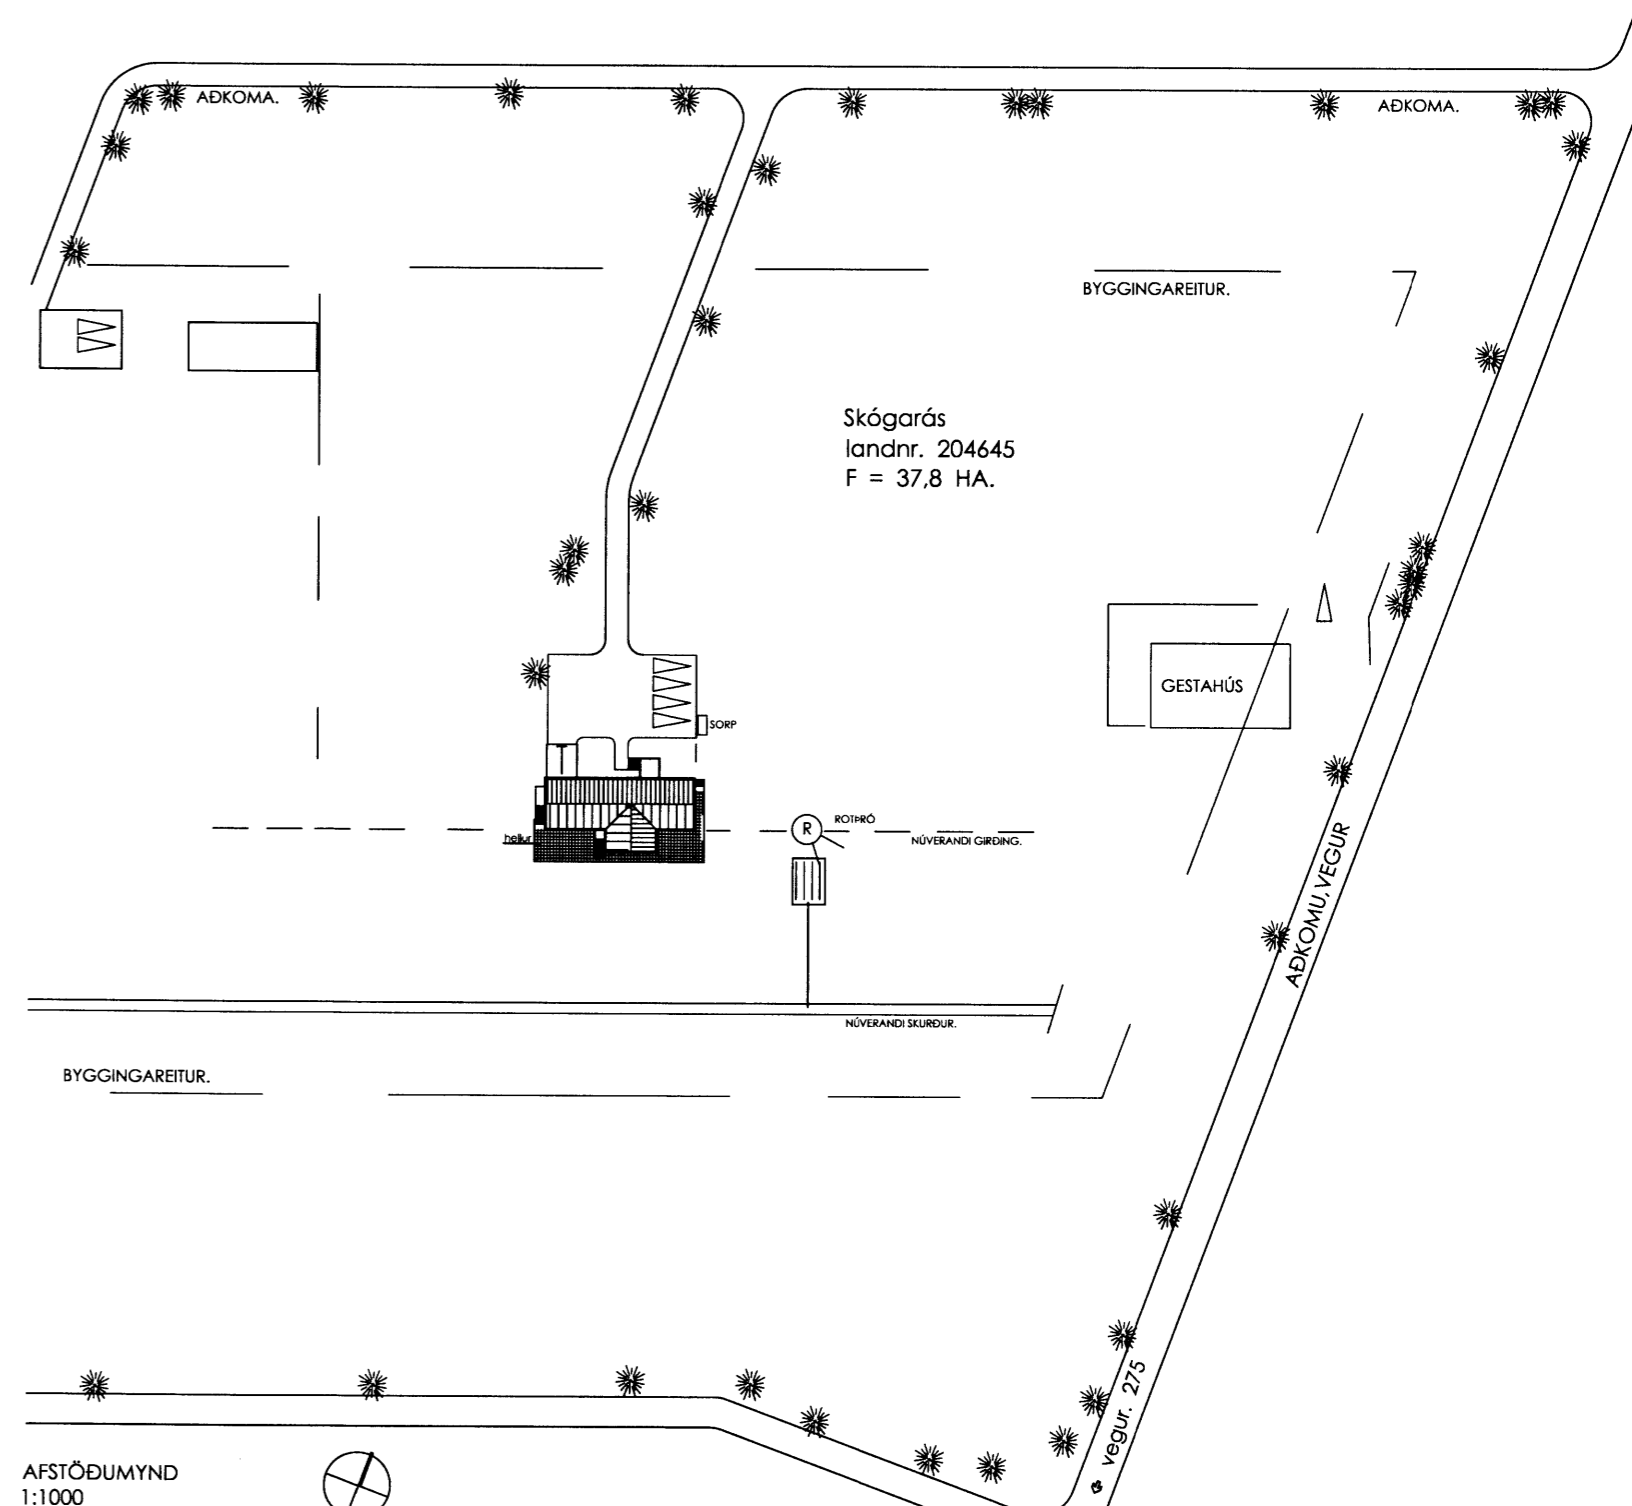 AÐKOMA.
AÐKOMA.
BYGGINGAREITUR.
Skógarás
landnr. 204645
F = 37,8 HA.
GESTAHÚS
SORP
hellur
R
ROTÞRÓ
NÚVERANDI GIRÐING.
AÐKOMU,VEGUR
NÚVERANDI SKURÐUR.
BYGGINGAREITUR.
vegur. 275
AFSTÖÐUMYND
1:1000